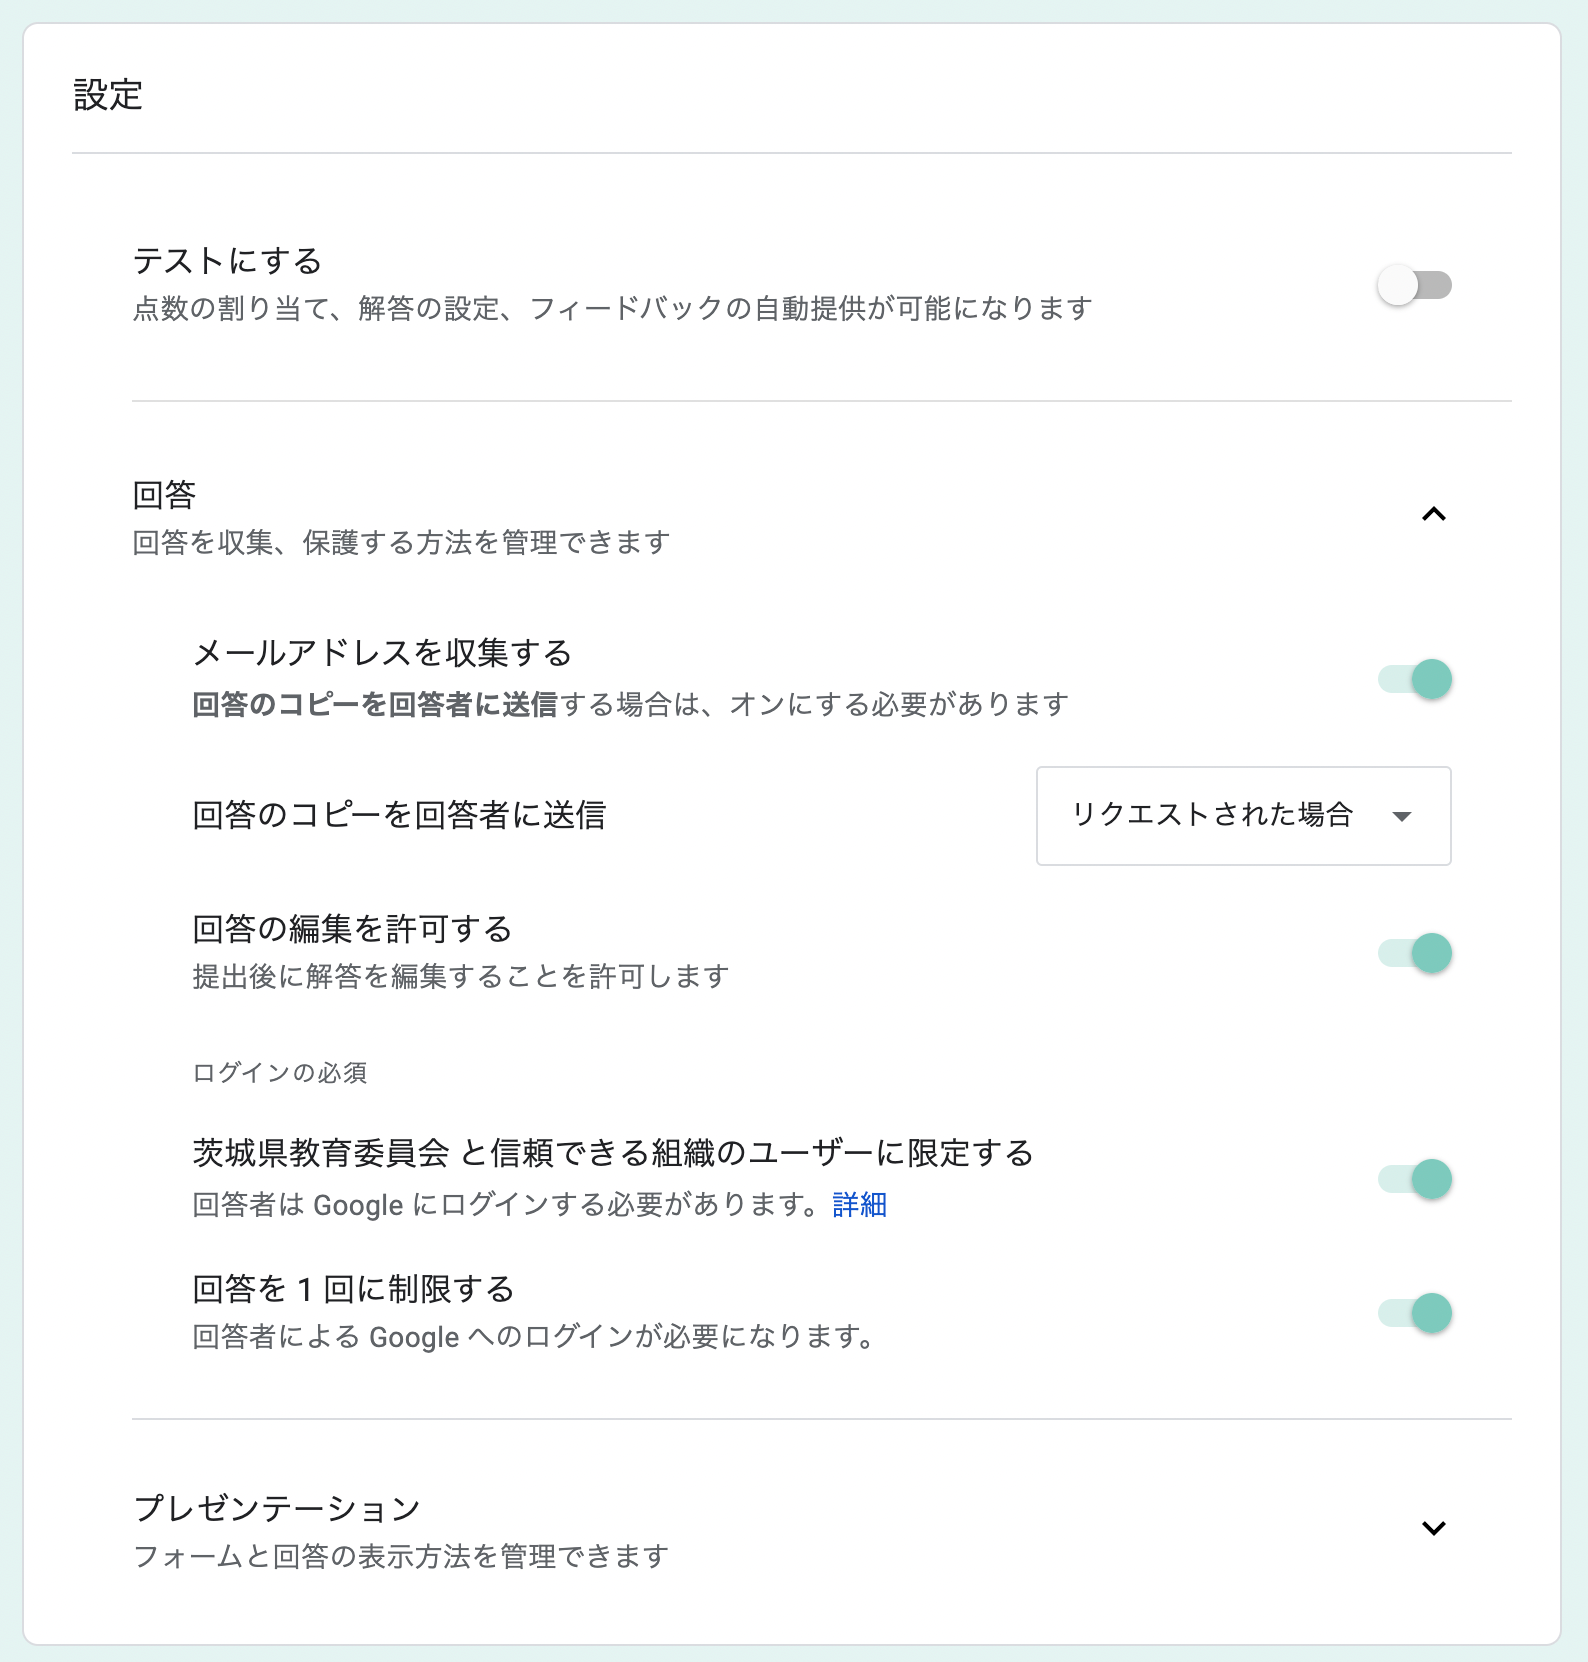 設定
テストにする
点数の割り当て、解答の設定、フィードバックの自動提供が可能になります
回答
回答を収集、保護する方法を管理できます
メールアドレスを収集する
回答のコピーを回答者に送信する場合は、オンにする必要があります
回答のコピーを回答者に送信
リクエストされた場合
回答の編集を許可する
提出後に解答を編集することを許可します
ログインの必須
茨城県教育委員会 と信頼できる組織のユーザーに限定する
回答者は Google にログインする必要があります。詳細
回答を 1 回に制限する
回答者による Google へのログインが必要になります。
プレゼンテーション
フォームと回答の表示方法を管理できます